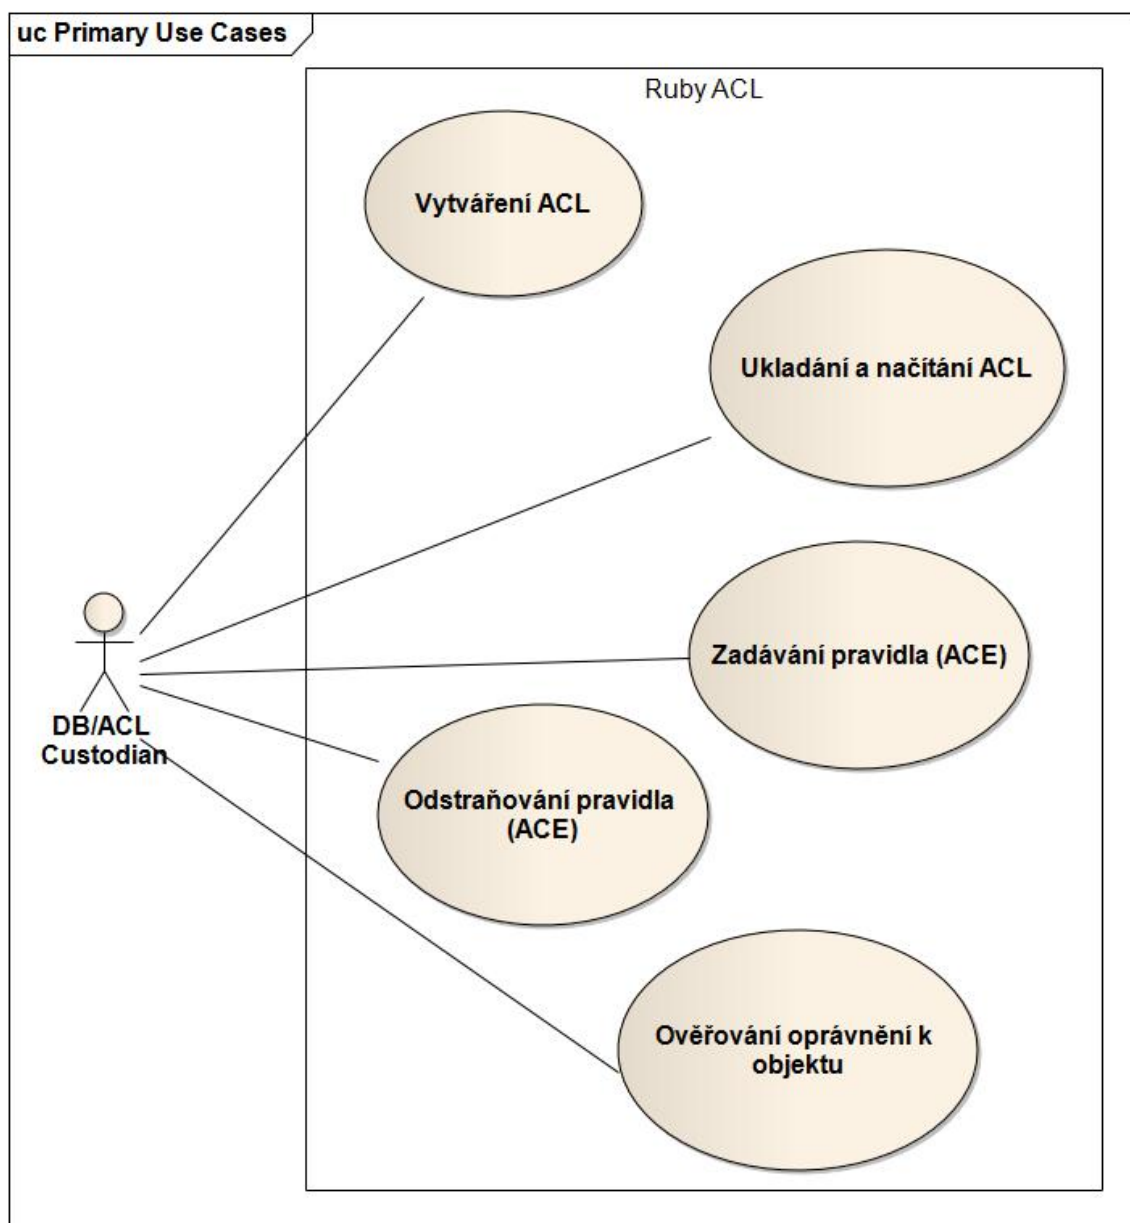 uc Primary Use Cases
Ruby ACL
Vytváření ACL
Ukladání a načítání ACL
Zadávání pravidla (ACE)
DB/ACL
Custodian
Odstraňování pravidla
(ACE)
Ověřování oprávnění k
objektu